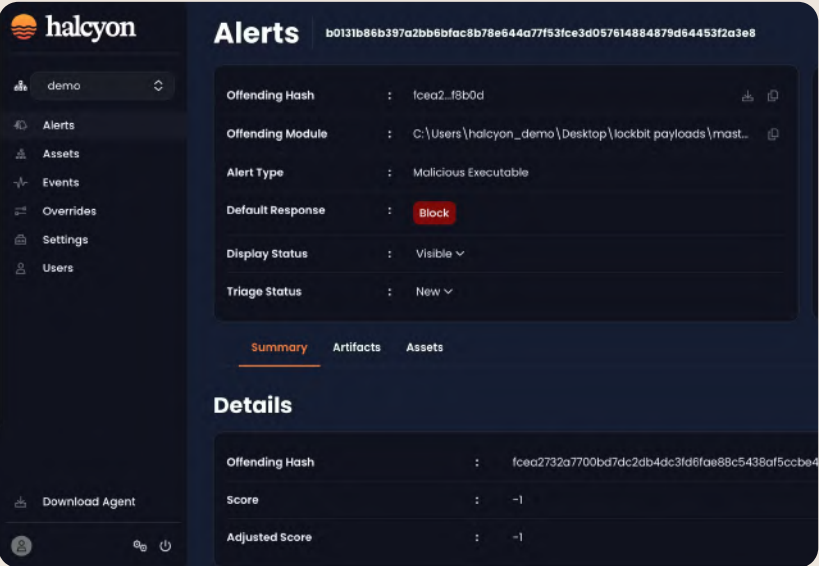 halcyon
demo
Alerts
Assets
Events
Overrides
Settings
Users
Download Agent
Alerts b0131b86b397a2bb6bfac8b78e644a77f53fce3d057614884879d64453f2a3e8
Offending Hash : fcea2...f8b0d
Offending Module : C:\Users\halcyon_demo\Desktop\lockbit payloads\mast...
Alert Type : Malicious Executable
Default Response : Block
Display Status : Visible
Triage Status : New
Summary Artifacts Assets
Details
Offending Hash : fcea2732a7700bd7dc2db4dc3fd6fae88c5438af5ccbe4
Score : -1
Adjusted Score : -1